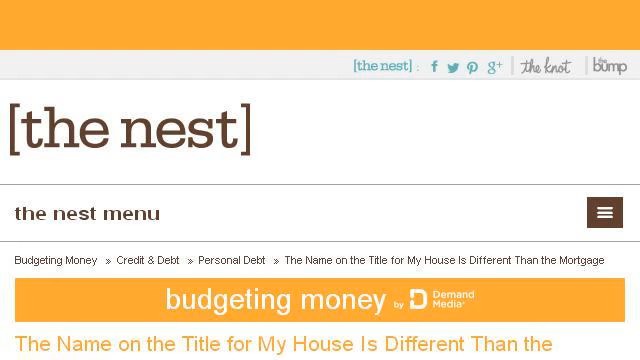 [the nest] : f g+ the knot the bump
[the nest]
the nest menu
Budgeting Money » Credit & Debt » Personal Debt » The Name on the Title for My House Is Different Than the Mortgage
budgeting money by D Demand Media
The Name on the Title for My House Is Different Than the